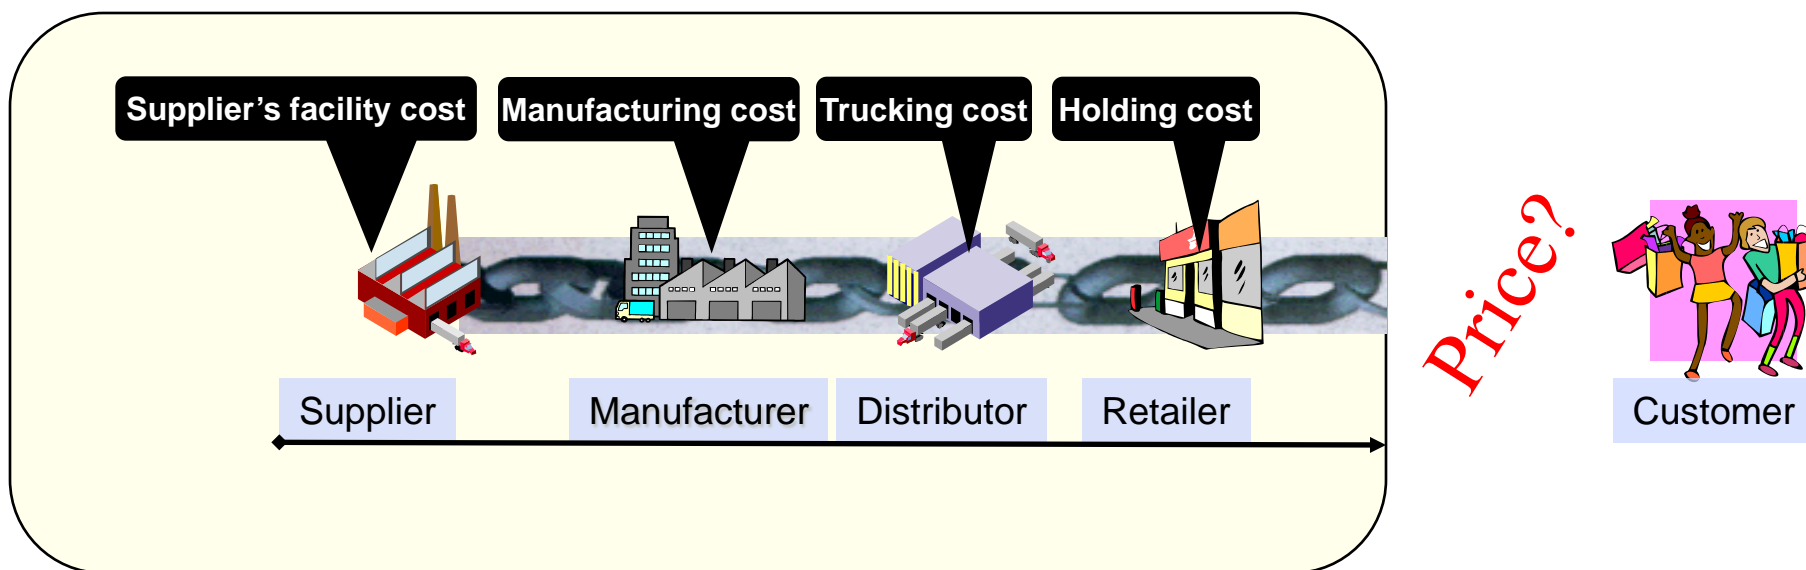 Supplier’s facility cost
Manufacturing cost
Trucking cost
Holding cost
Price?
Supplier
Manufacturer
Distributor
Retailer
Customer